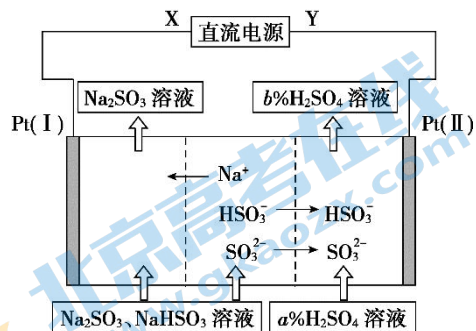 X 直流电源 Y
Na₂SO₃ 溶液 b%H₂SO₄ 溶液
Pt(Ⅰ) Pt(Ⅱ)
Na⁺
HSO₃⁻ HSO₃⁻
SO₃²⁻ SO₃²⁻
Na₂SO₃、NaHSO₃ 溶液 a%H₂SO₄ 溶液
北京高考在线
www.gkaozx.com